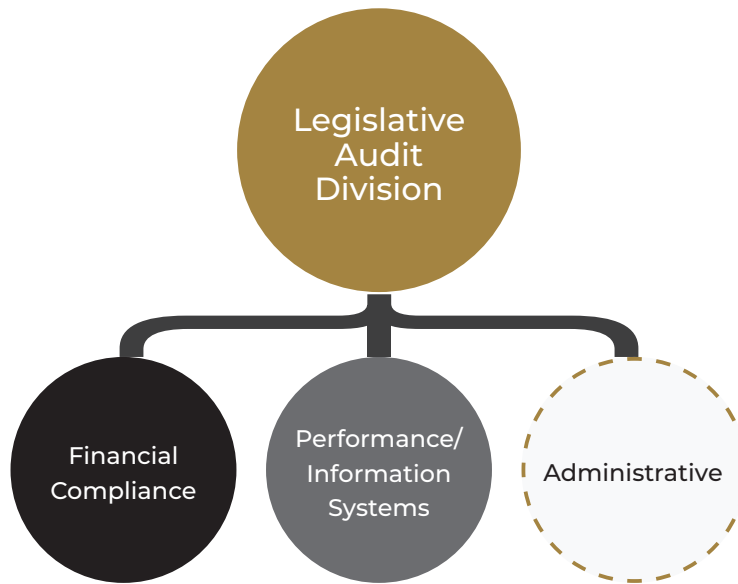 Legislative
Audit
Division
Financial
Compliance
Performance/
Information
Systems
Administrative